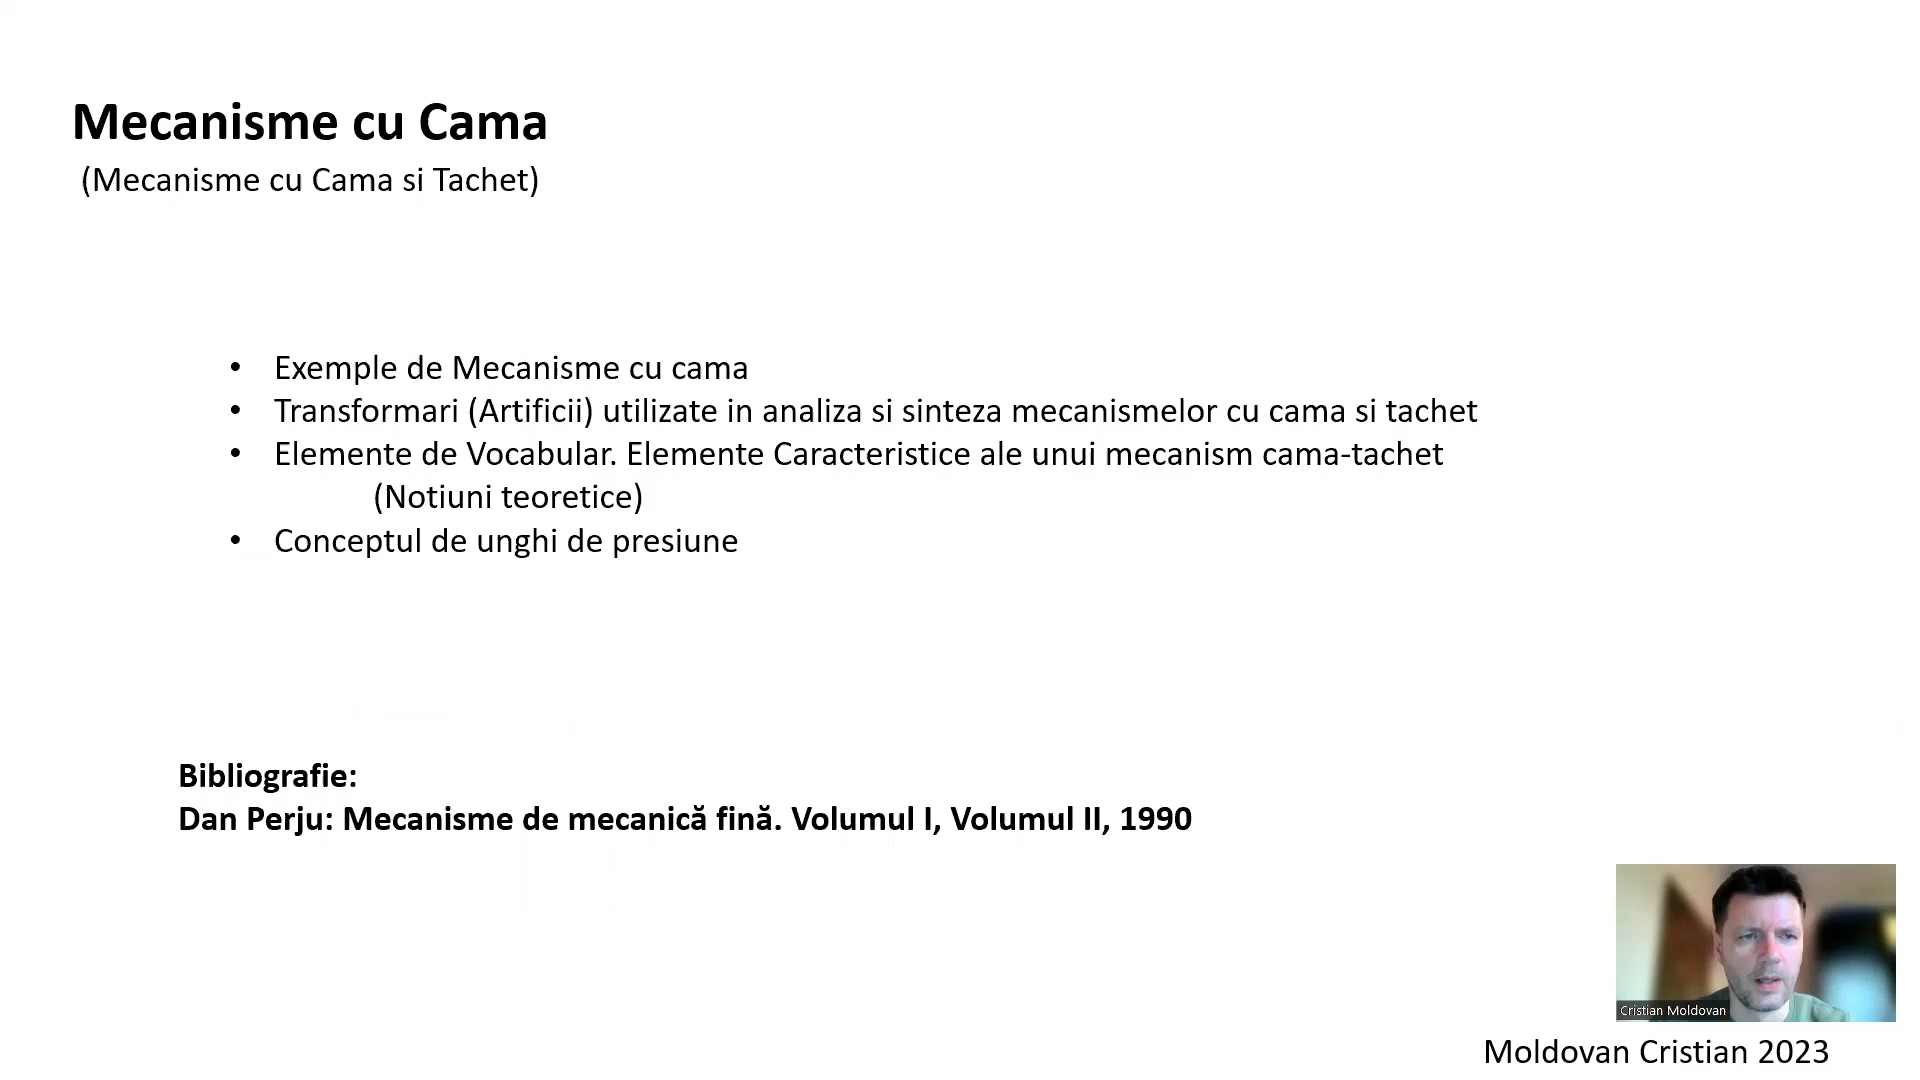 Mecanisme cu Cama
(Mecanisme cu Cama si Tachet)
• Exemple de Mecanisme cu cama
• Transformari (Artificii) utilizate in analiza si sinteza mecanismelor cu cama si tachet
• Elemente de Vocabular. Elemente Caracteristice ale unui mecanism cama-tachet
(Notiuni teoretice)
• Conceptul de unghi de presiune
Bibliografie:
Dan Perju: Mecanisme de mecanică fină. Volumul I, Volumul II, 1990
Cristian Moldovan
Moldovan Cristian 2023